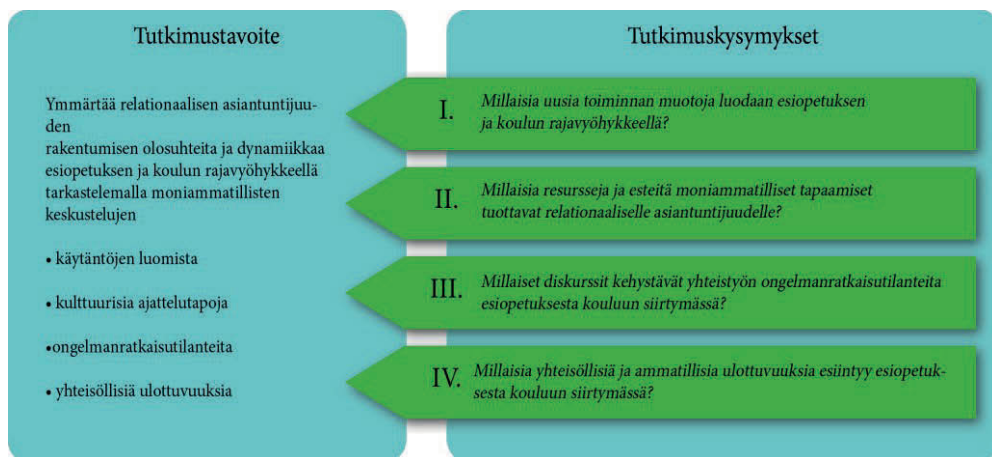 Tutkimustavoite
Ymmärtää relationaalisen asiantuntijuu-
den
rakentumisen olosuhteita ja dynamiikkaa
esiopetuksen ja koulun rajavyöhykkeellä
tarkastelemalla moniammatillisten
keskustelujen
• käytäntöjen luomista
• kulttuurisia ajattelutapoja
•ongelmanratkaisutilanteita
• yhteisöllisiä ulottuvuuksia
Tutkimuskysymykset
I. Millaisia uusia toiminnan muotoja luodaan esiopetuksen
ja koulun rajavyöhykkeellä?
II. Millaisia resursseja ja esteitä moniammatilliset tapaamiset
tuottavat relationaaliselle asiantuntijuudelle?
III. Millaiset diskurssit kehystävät yhteistyön ongelmanratkaisutilanteita
esiopetuksesta kouluun siirtymässä?
IV. Millaisia yhteisöllisiä ja ammatillisia ulottuvuuksia esiintyy esiopetuk-
sesta kouluun siirtymässä?